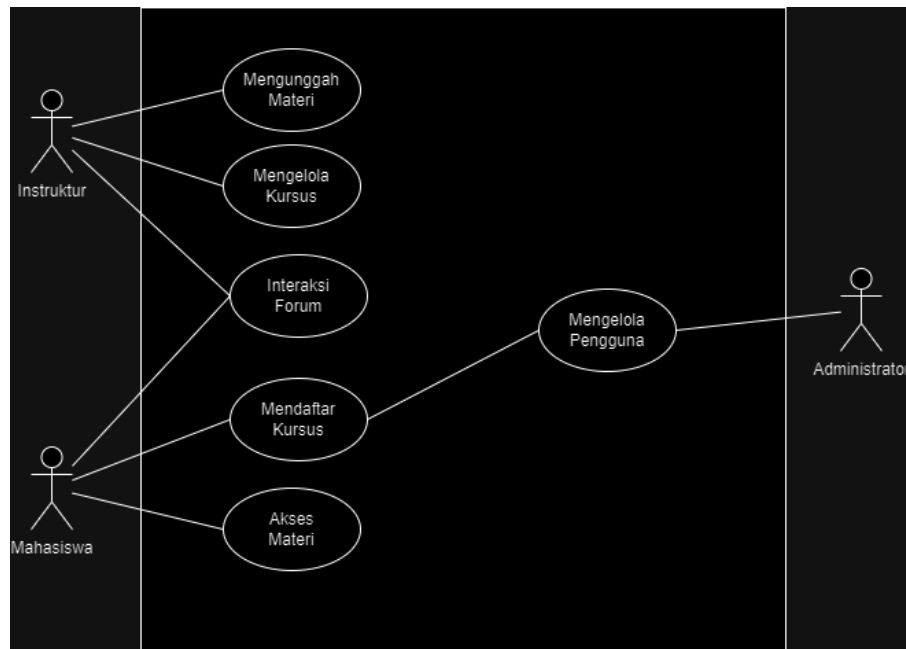 Mengunggah
Materi
Instruktur
Mengelola
Kursus
Interaksi
Forum
Mengelola
Pengguna
Administrator
Mendaftar
Kursus
Mahasiswa
Akses
Materi